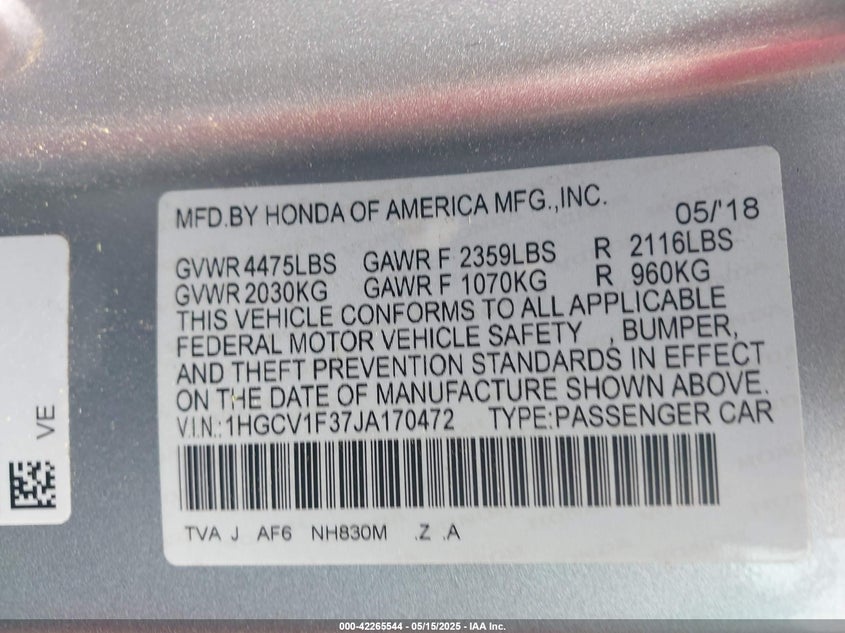 MFD.BY HONDA OF AMERICA MFG.,INC. 05/'18
GVWR 4475LBS GAWR F 2359LBS R 2116LBS
GVWR 2030KG GAWR F 1070KG R 960KG
THIS VEHICLE CONFORMS TO ALL APPLICABLE
FEDERAL MOTOR VEHICLE SAFETY , BUMPER,
AND THEFT PREVENTION STANDARDS IN EFFECT
ON THE DATE OF MANUFACTURE SHOWN ABOVE.
V.I.N.:1HGCV1F37JA170472 TYPE:PASSENGER CAR
TVA J AF6 NH830M .Z .A
VE
000-42265544 - 05/15/2025 - IAA Inc.